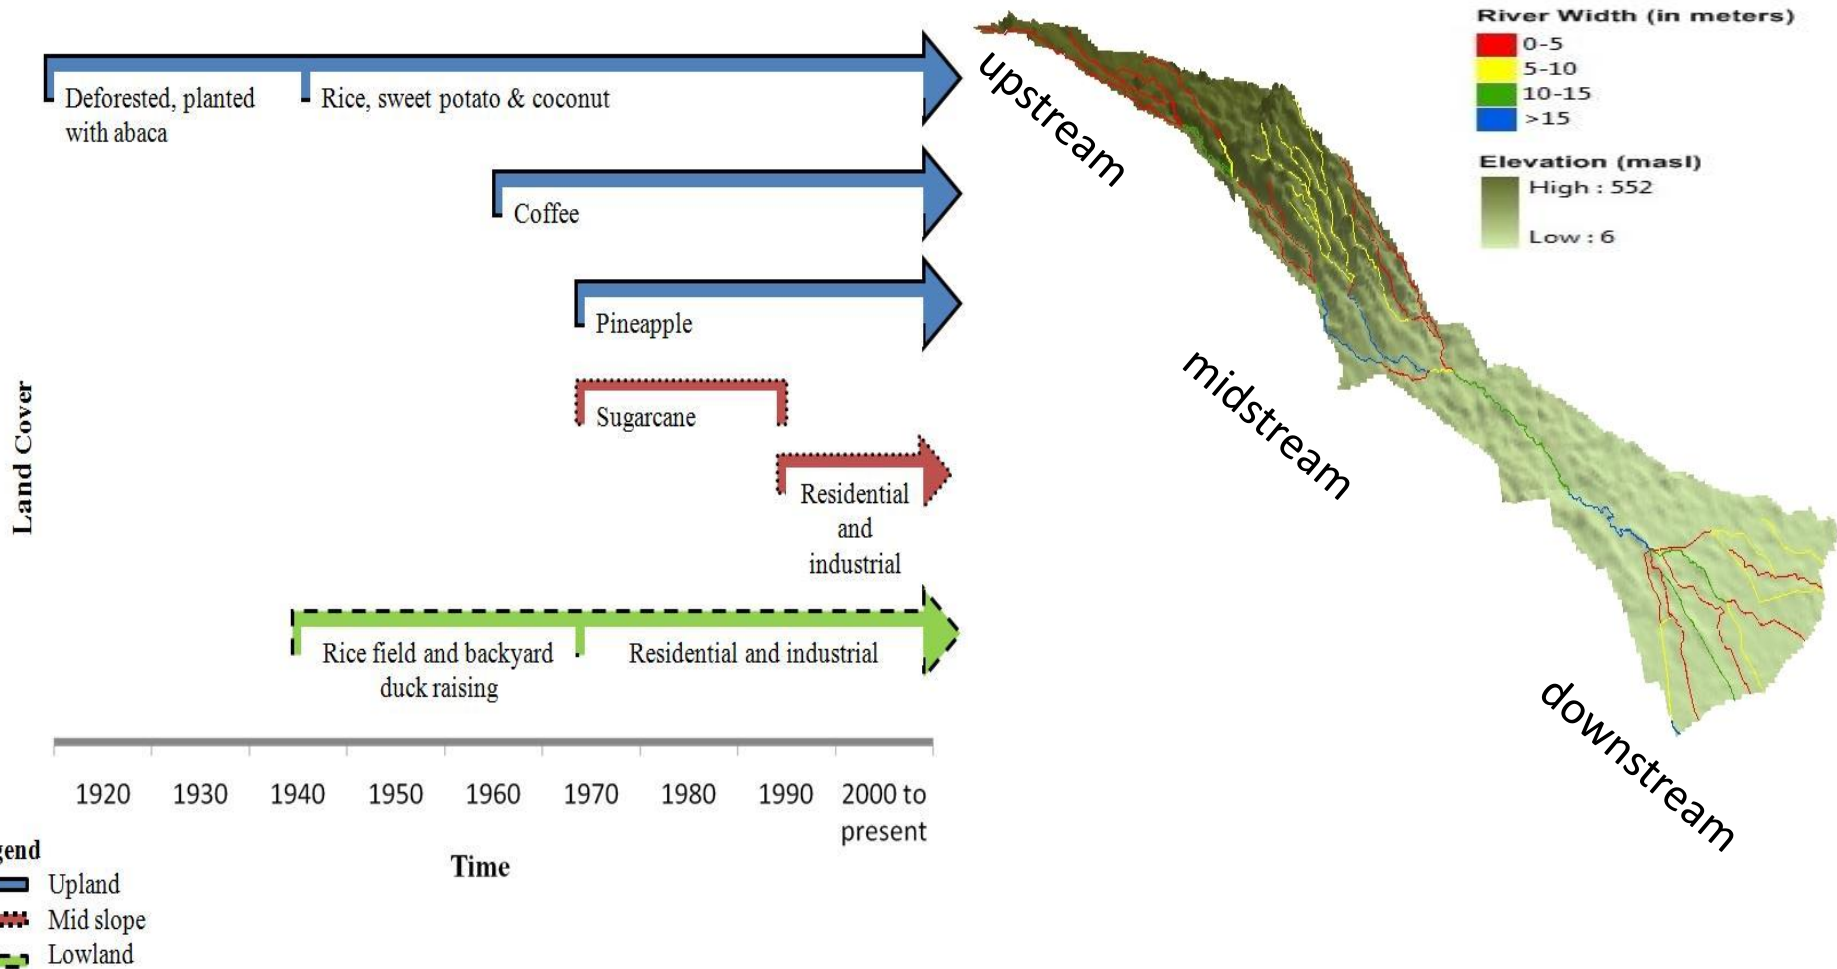 Deforested, planted
with abaca
Rice, sweet potato & coconut
Coffee
Pineapple
Sugarcane
Residential
and
industrial
Rice field and backyard
duck raising
Residential and industrial
Land Cover
1920 1930 1940 1950 1960 1970 1980 1990 2000 to
present
Time
gend
Upland
Mid slope
Lowland
upstream
midstream
downstream
River Width (in meters)
0-5
5-10
10-15
>15
Elevation (masl)
High : 552
Low : 6